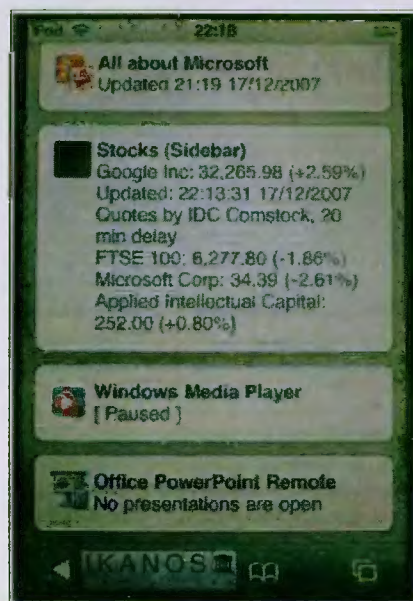 iPod 22:18
All about Microsoft
Updated 21:19 17/12/2007
Stocks (Sidebar)
Google Inc: 32,265.98 (+2.59%)
Updated: 22:13:31 17/12/2007
Quotes by IDC Comstock, 20
min delay
FTSE 100: 6,277.80 (-1.86%)
Microsoft Corp: 34.39 (-2.61%)
Applied Intellectual Capital:
252.00 (+0.80%)
Windows Media Player
[ Paused ]
Office PowerPoint Remote
No presentations are open
IKANOS